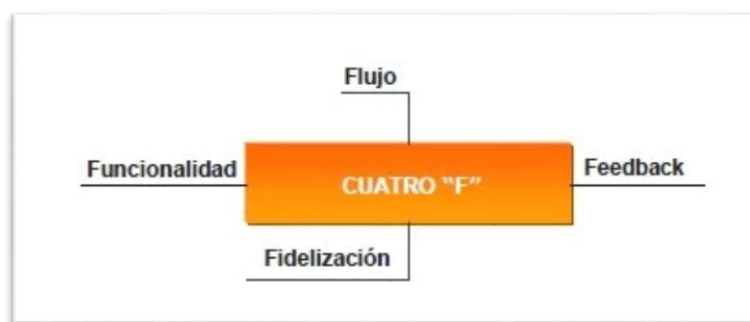 Flujo
Funcionalidad
CUATRO "F"
Feedback
Fidelización